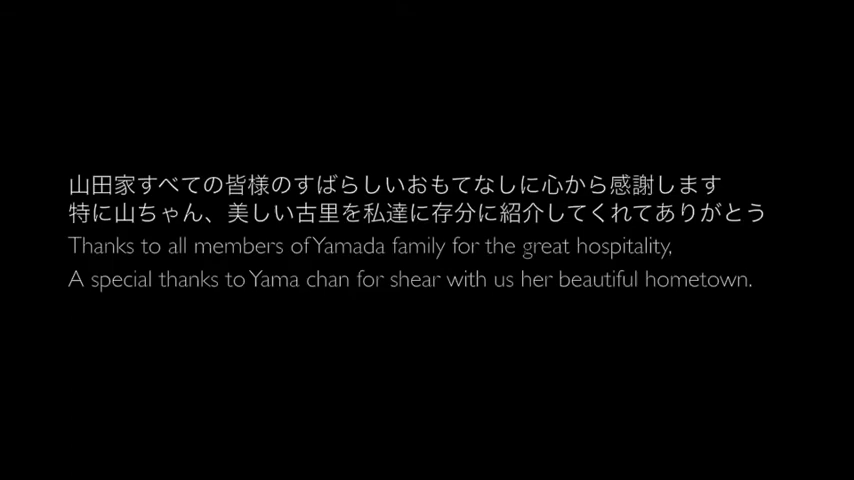 山田家すべての皆様のすばらしいおもてなしに心から感謝します
特に山ちゃん、美しい古里を私達に存分に紹介してくれてありがとう
Thanks to all members of Yamada family for the great hospitality,
A special thanks to Yama chan for shear with us her beautiful hometown.